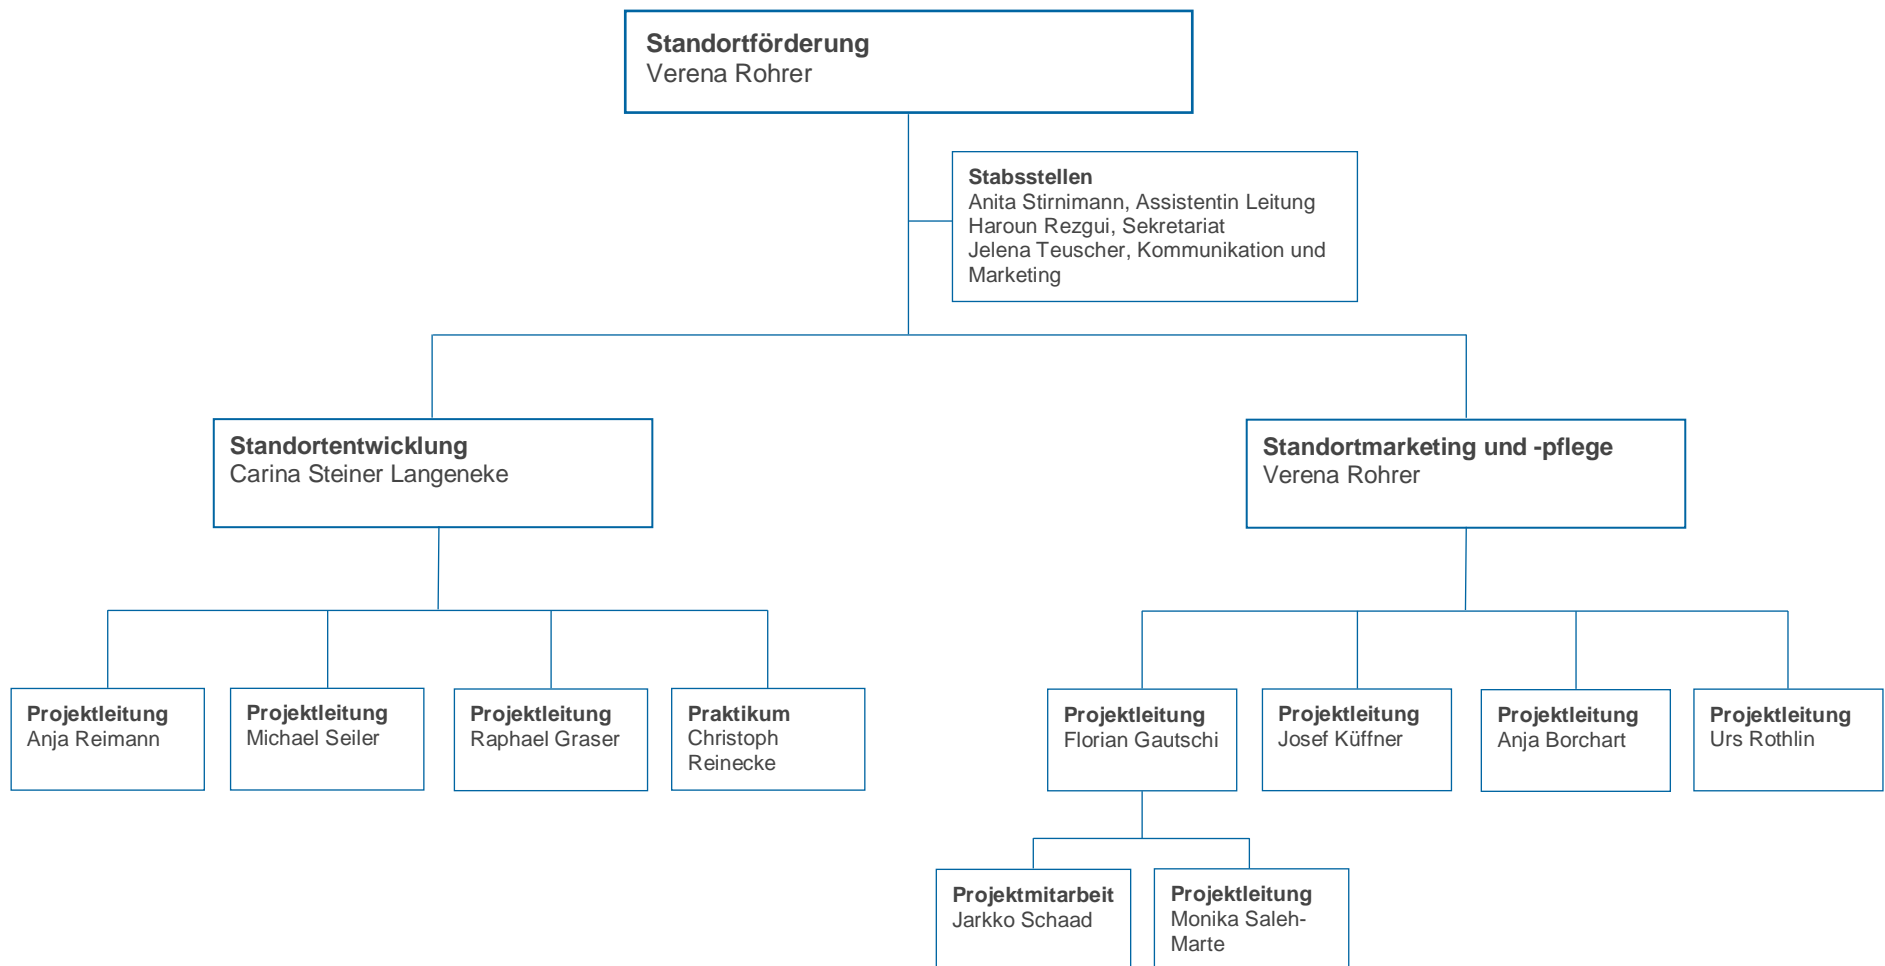 Standortförderung
Verena Rohrer
Stabsstellen
Anita Stirnimann, Assistentin Leitung
Haroun Rezgui, Sekretariat
Jelena Teuscher, Kommunikation und
Marketing
Standortentwicklung
Carina Steiner Langeneke
Standortmarketing und -pflege
Verena Rohrer
Projektleitung
Anja Reimann
Projektleitung
Michael Seiler
Projektleitung
Raphael Graser
Praktikum
Christoph
Reinecke
Projektleitung
Florian Gautschi
Projektleitung
Josef Küffner
Projektleitung
Anja Borchart
Projektleitung
Urs Rothlin
Projektmitarbeit
Jarkko Schaad
Projektleitung
Monika Saleh-
Marte